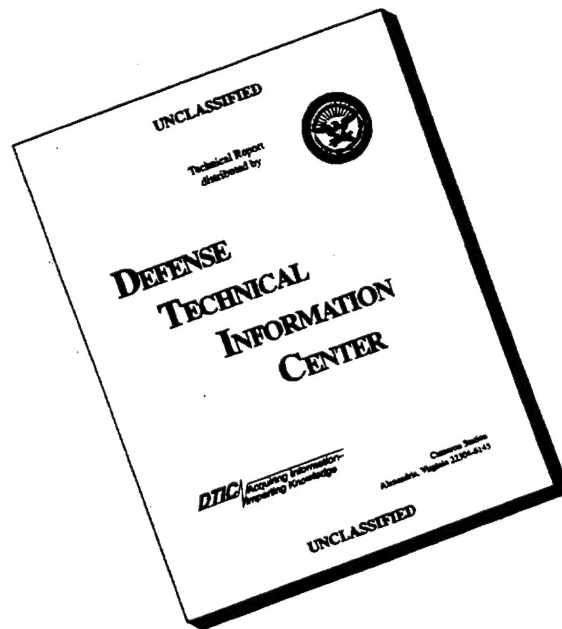 UNCLASSIFIED
Technical Report
distributed by
DEFENSE
TECHNICAL
INFORMATION
CENTER
DTIC
Acquiring Information–
Imparting Knowledge
Cameron Station
Alexandria, Virginia 22304-6145
UNCLASSIFIED